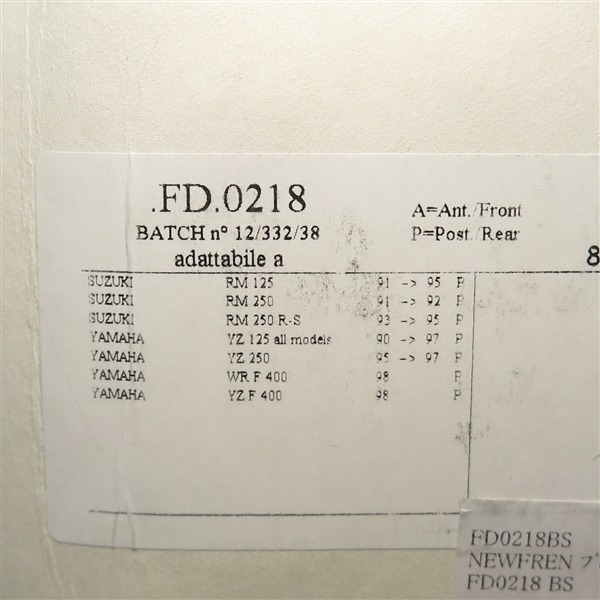 .FD.0218
BATCH n° 12/332/38
adattabile a
A=Ant./Front
P=Post./Rear
8
SUZUKI RM 125 91 -> 95 P
SUZUKI RM 250 91 -> 92 P
SUZUKI RM 250 R-S 93 -> 95 P
YAMAHA YZ 125 all models 90 -> 97 P
YAMAHA YZ 250 95 -> 97 P
YAMAHA WR F 400 98 P
YAMAHA YZ F 400 98 P
FD0218BS
NEWFREN ブ
FD0218 BS